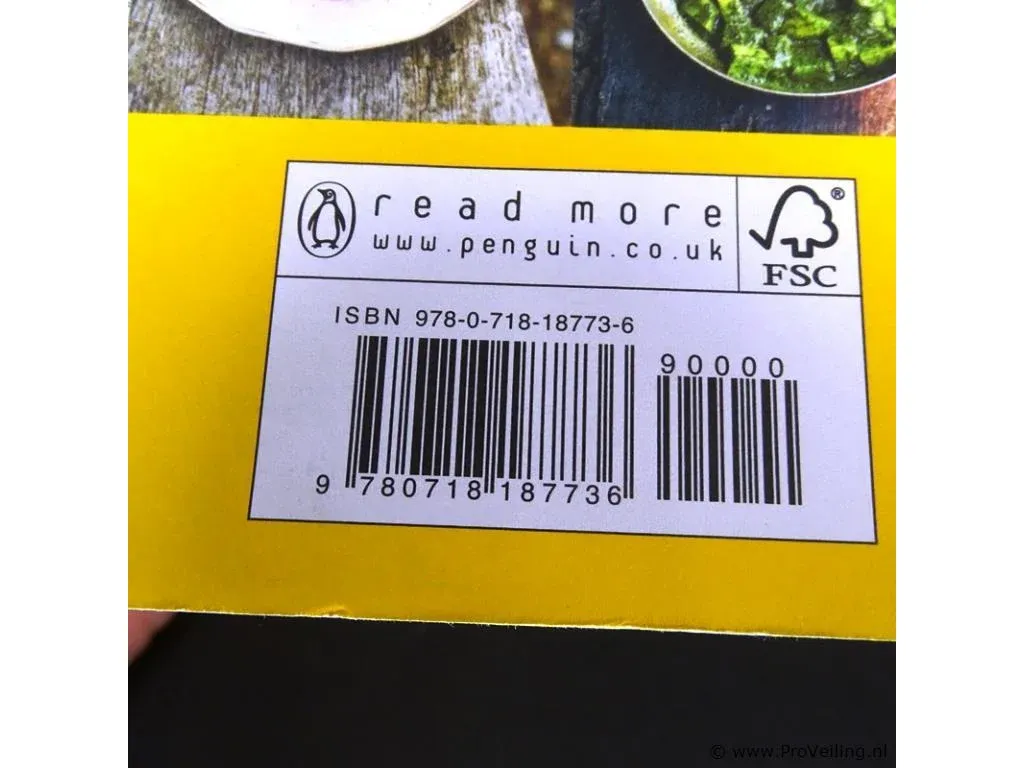 read more
www.penguin.co.uk
®
FSC
ISBN 978-0-718-18773-6
90000
9 780718 187736
© www.ProVeiling.nl